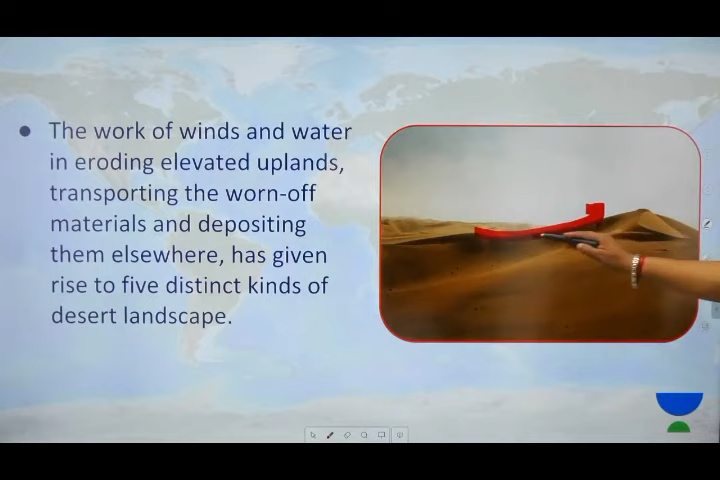 The work of winds and water
in eroding elevated uplands,
transporting the worn-off
materials and depositing
them elsewhere, has given
rise to five distinct kinds of
desert landscape.